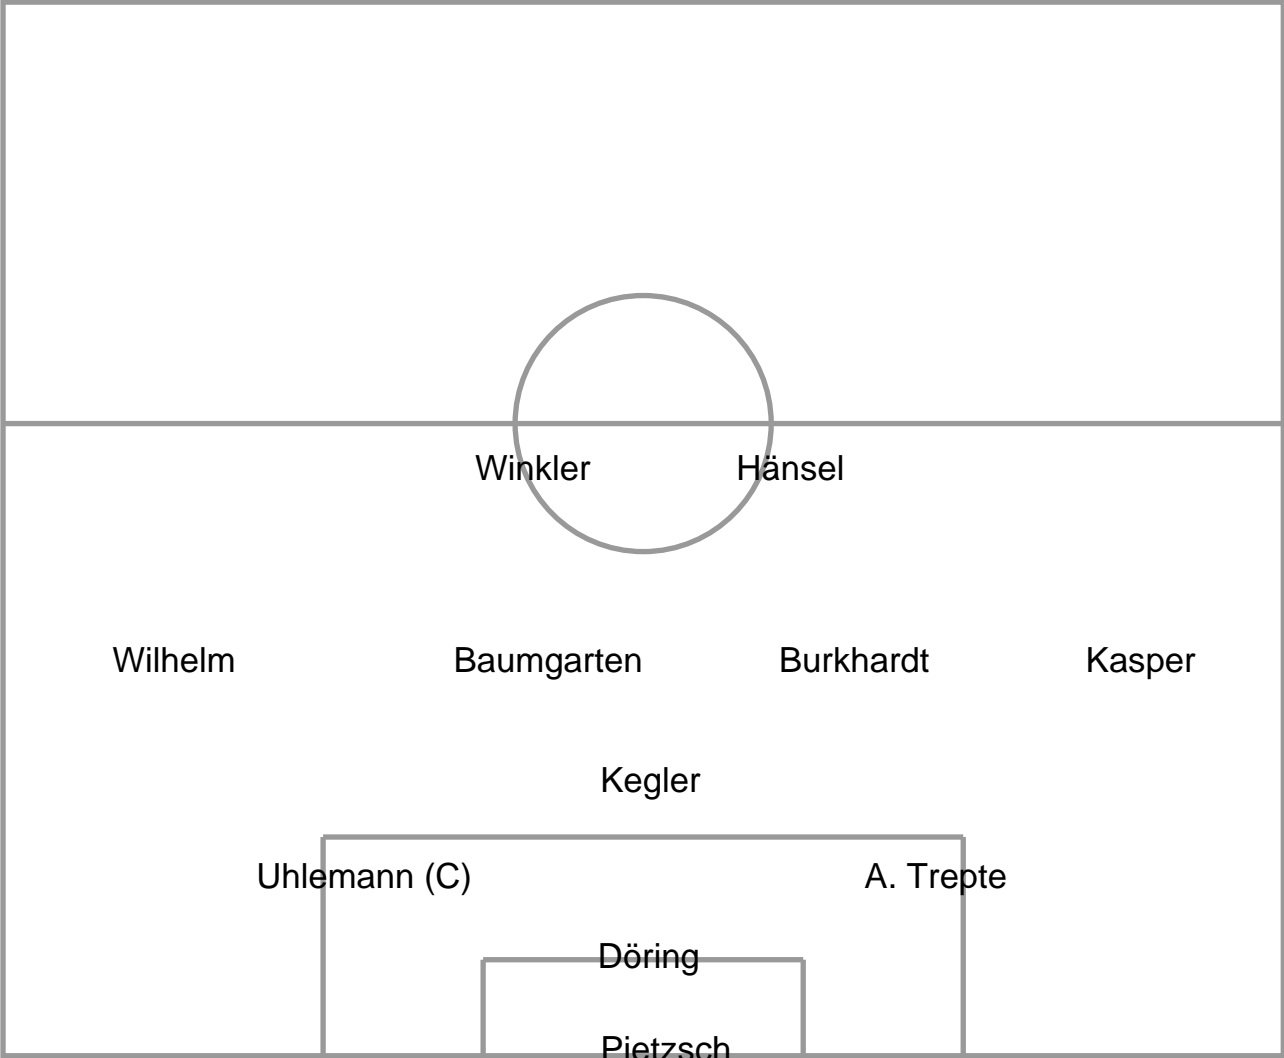 Winkler Hänsel
Wilhelm Baumgarten Burkhardt Kasper
Kegler
Uhlemann (C) A. Trepte
Döring
Pietzsch